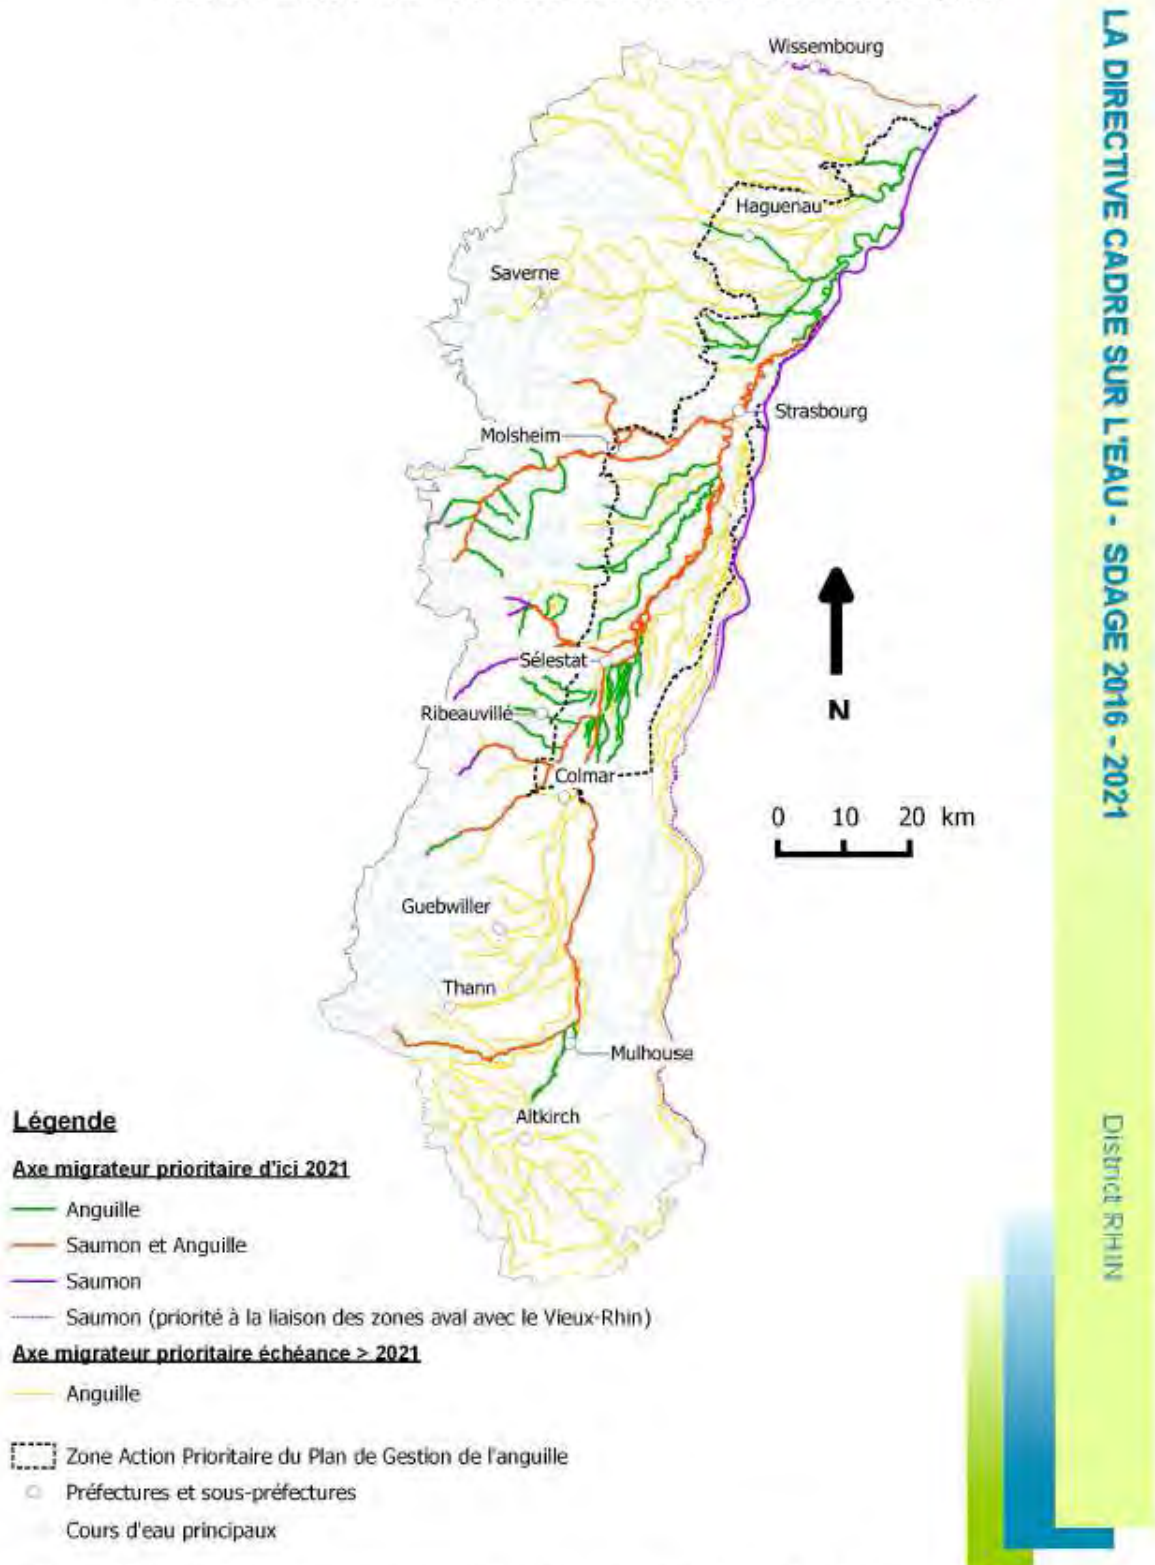 Wissembourg
Haguenau
Saverne
Strasbourg
Molsheim
Sélestat
Ribeauvillé
N
Colmar
0 10 20 km
Guebwiller
Thann
Mulhouse
Altkirch
Légende
Axe migrateur prioritaire d'ici 2021
Anguille
Saumon et Anguille
Saumon
Saumon (priorité à la liaison des zones aval avec le Vieux-Rhin)
Axe migrateur prioritaire échéance > 2021
Anguille
Zone Action Prioritaire du Plan de Gestion de l'anguille
Préfectures et sous-préfectures
Cours d'eau principaux
LA DIRECTIVE CADRE SUR L'EAU - SDAGE 2016 - 2021
District RHIN